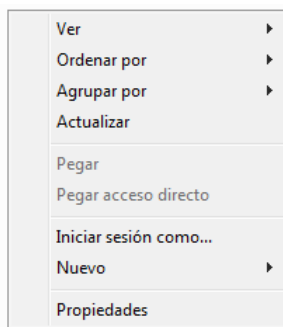 Ver
Ordenar por
Agrupar por
Actualizar
Pegar
Pegar acceso directo
Iniciar sesión como...
Nuevo
Propiedades